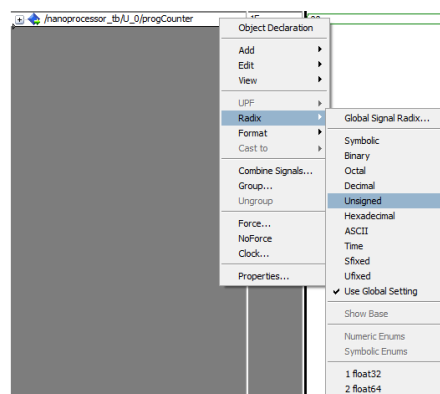 /nanoprocessor_tb/U_0/progCounter
Object Declaration
Add
Edit
View
UPF
Radix
Format
Cast to
Combine Signals...
Group...
Ungroup
Force...
NoForce
Clock...
Properties...
Global Signal Radix...
Symbolic
Binary
Octal
Decimal
Unsigned
Hexadecimal
ASCII
Time
Sfixed
Ufixed
Use Global Setting
Show Base
Numeric Enums
Symbolic Enums
1 float32
2 float64